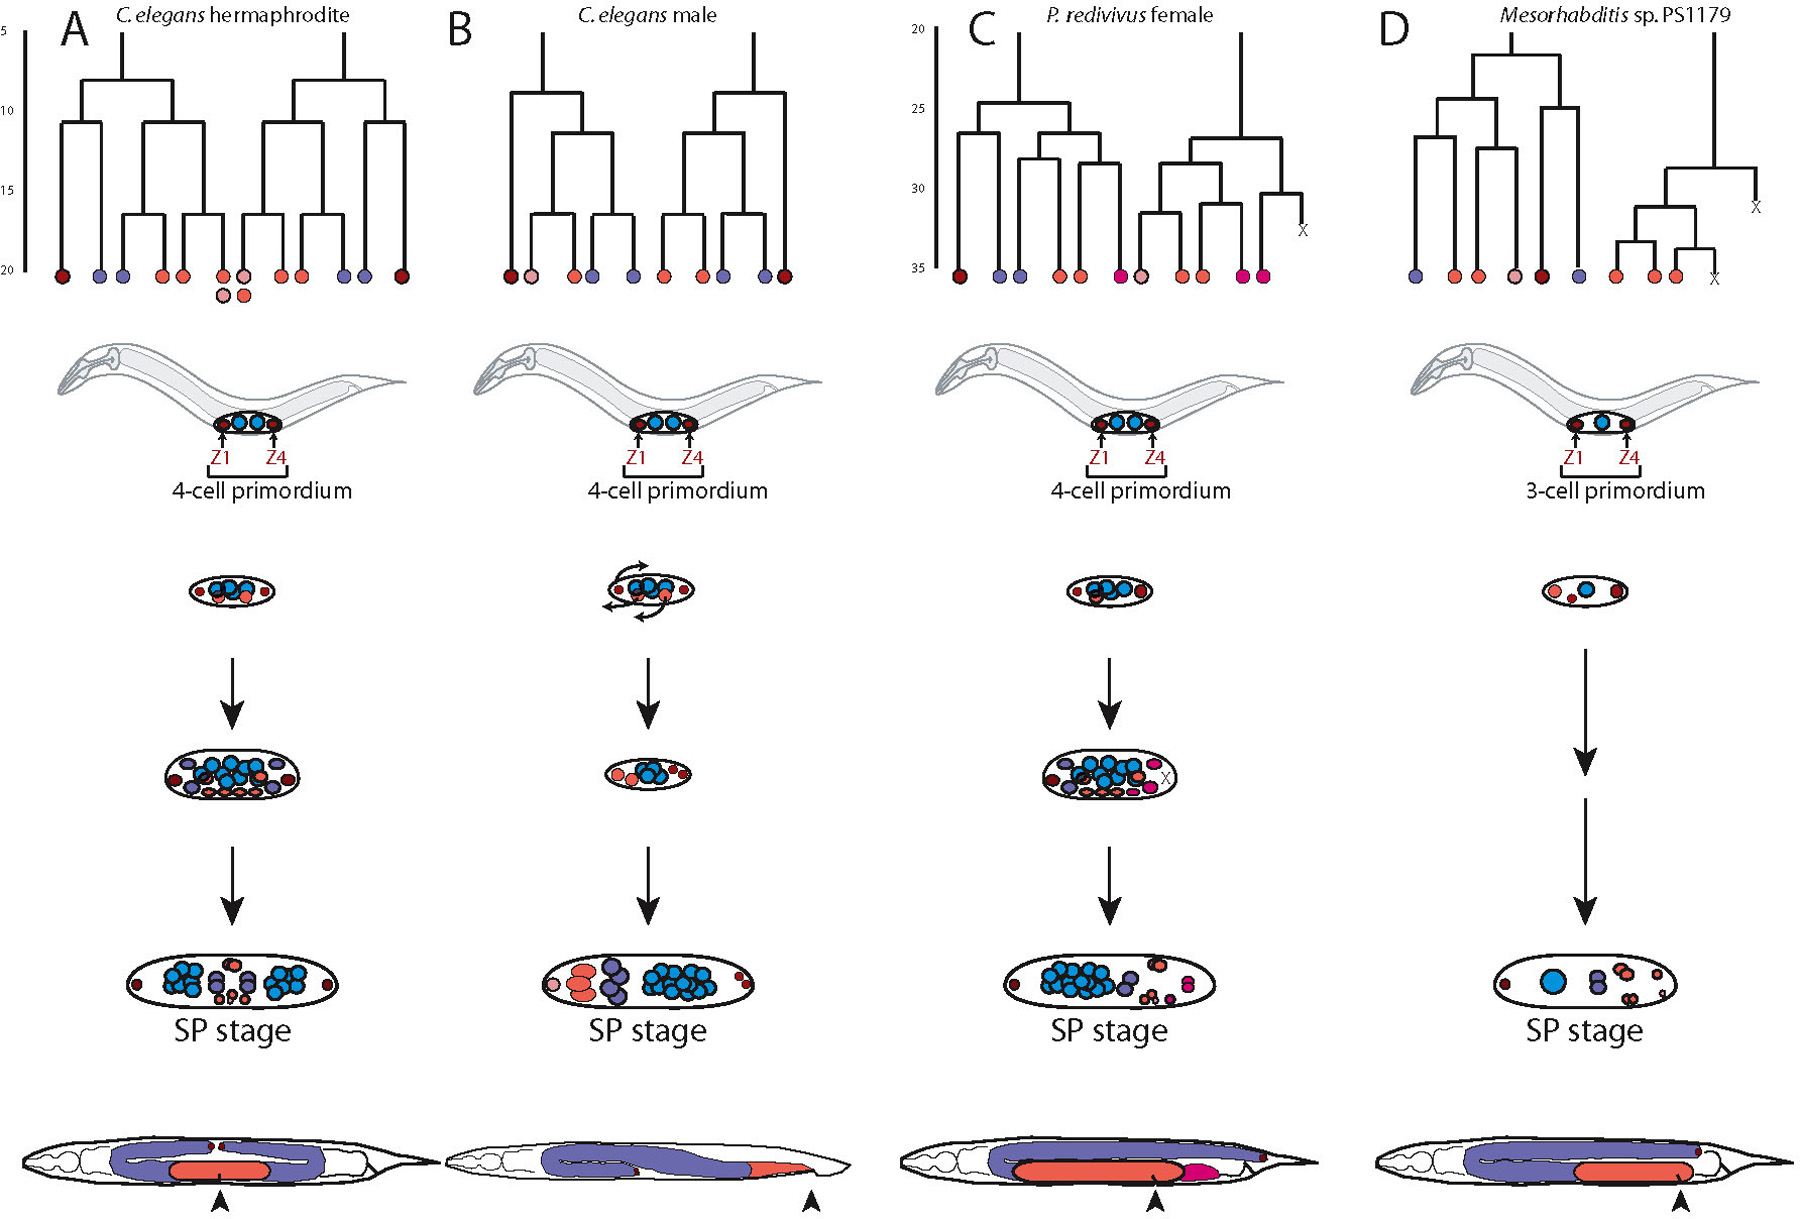 A C. elegans hermaphrodite B C. elegans male C P. redivivus female D Mesorhabditis sp. PS1179
5 20
10 25
15 30
20 35
X
X
X
Z1 Z4 Z1 Z4 Z1 Z4 Z1 Z4
4-cell primordium 4-cell primordium 4-cell primordium 3-cell primordium
X
SP stage SP stage SP stage SP stage